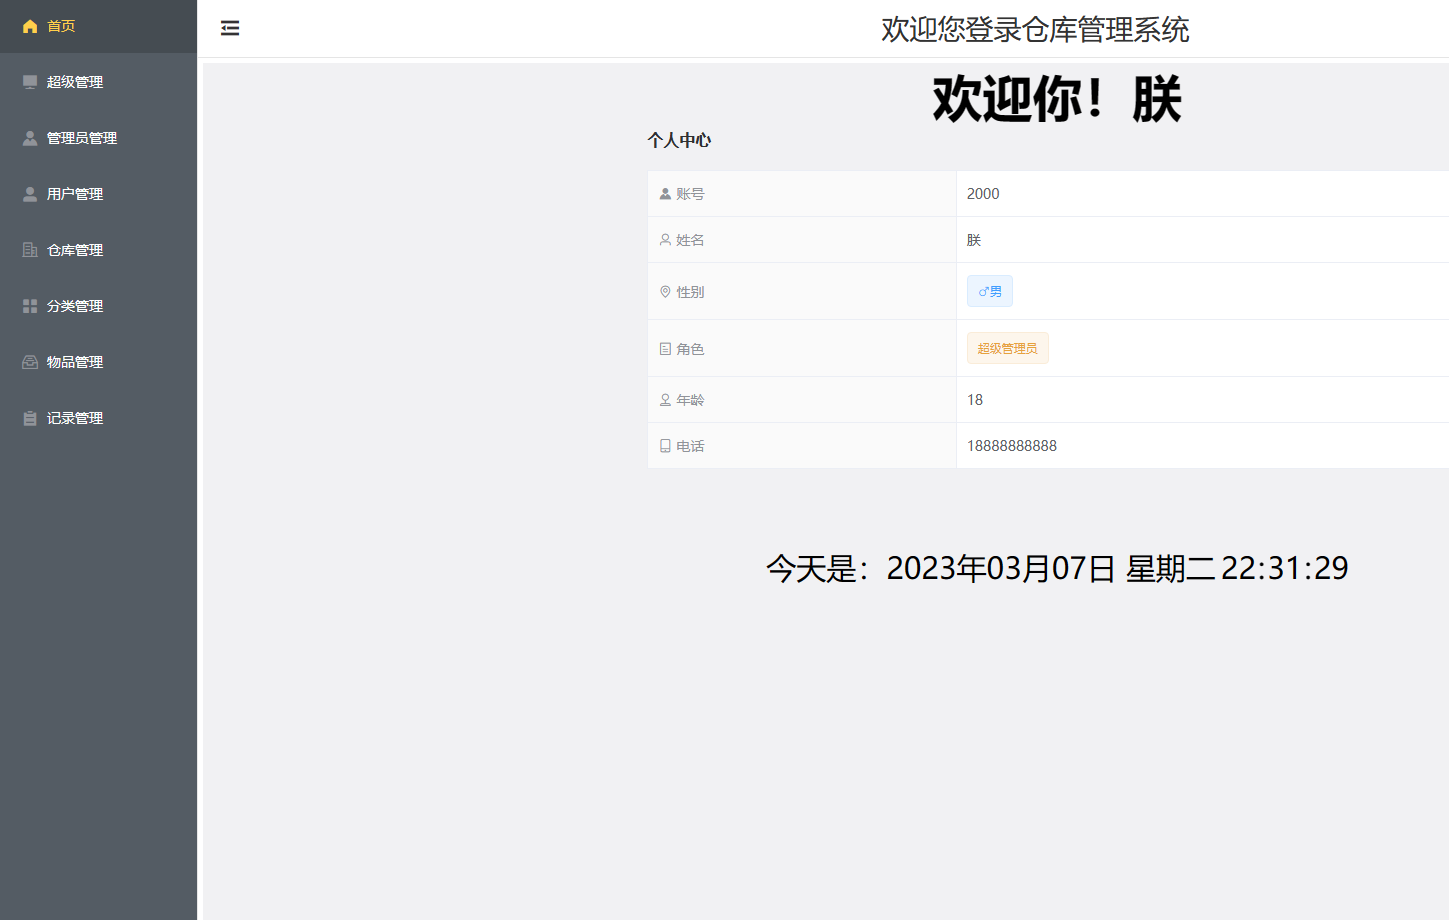 首页
超级管理
管理员管理
用户管理
仓库管理
分类管理
物品管理
记录管理
欢迎您登录仓库管理系统
欢迎你！朕
个人中心
账号 2000
姓名 朕
性别 ♂男
角色 超级管理员
年龄 18
电话 18888888888
今天是：2023年03月07日 星期二 22:31:29